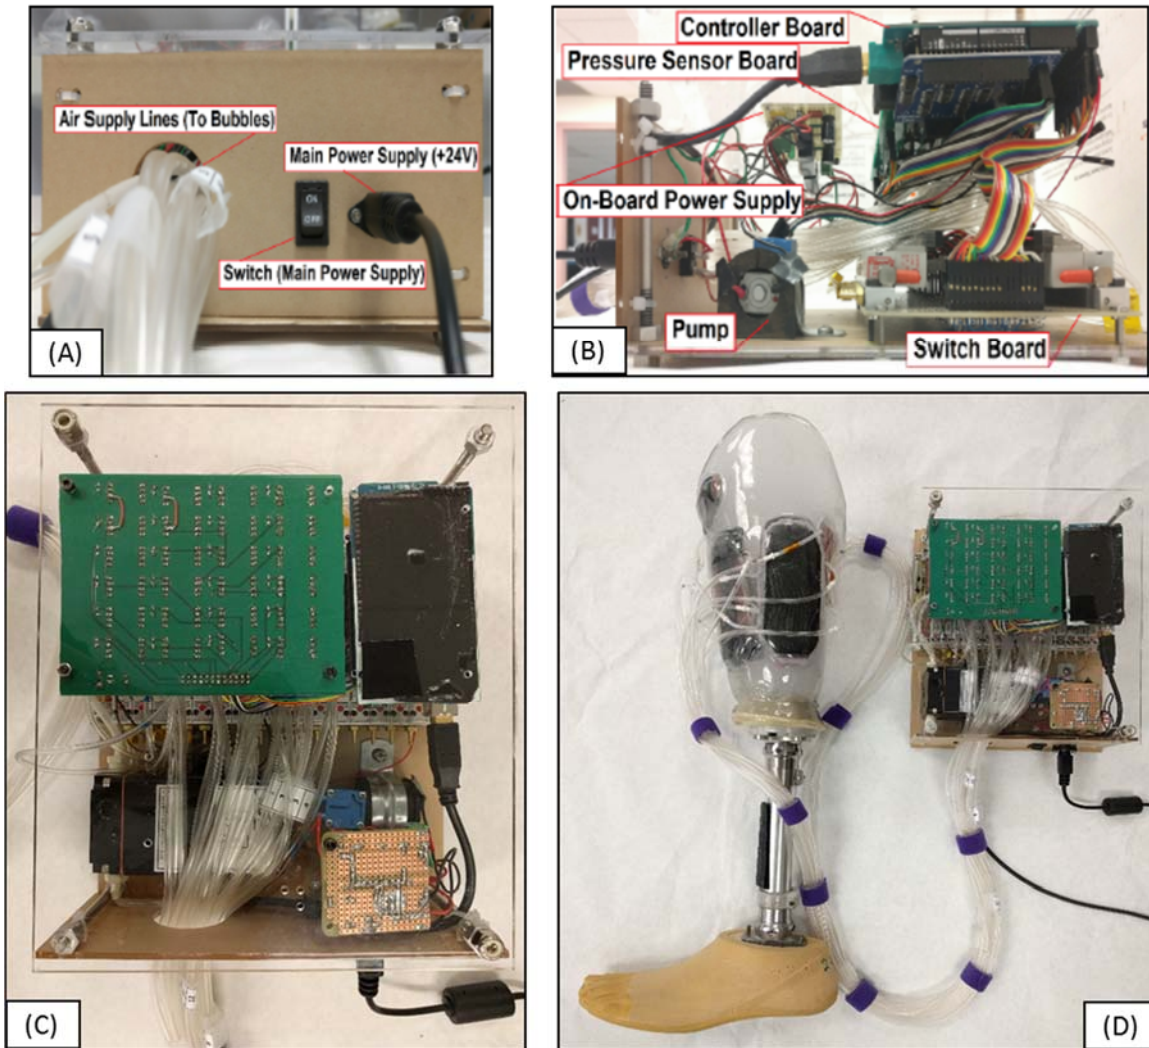 Air Supply Lines (To Bubbles)
Main Power Supply (+24V)
ON
OFF
Switch (Main Power Supply)
(A)
Controller Board
Pressure Sensor Board
On-Board Power Supply
Pump
Switch Board
(B)
(C)
(D)